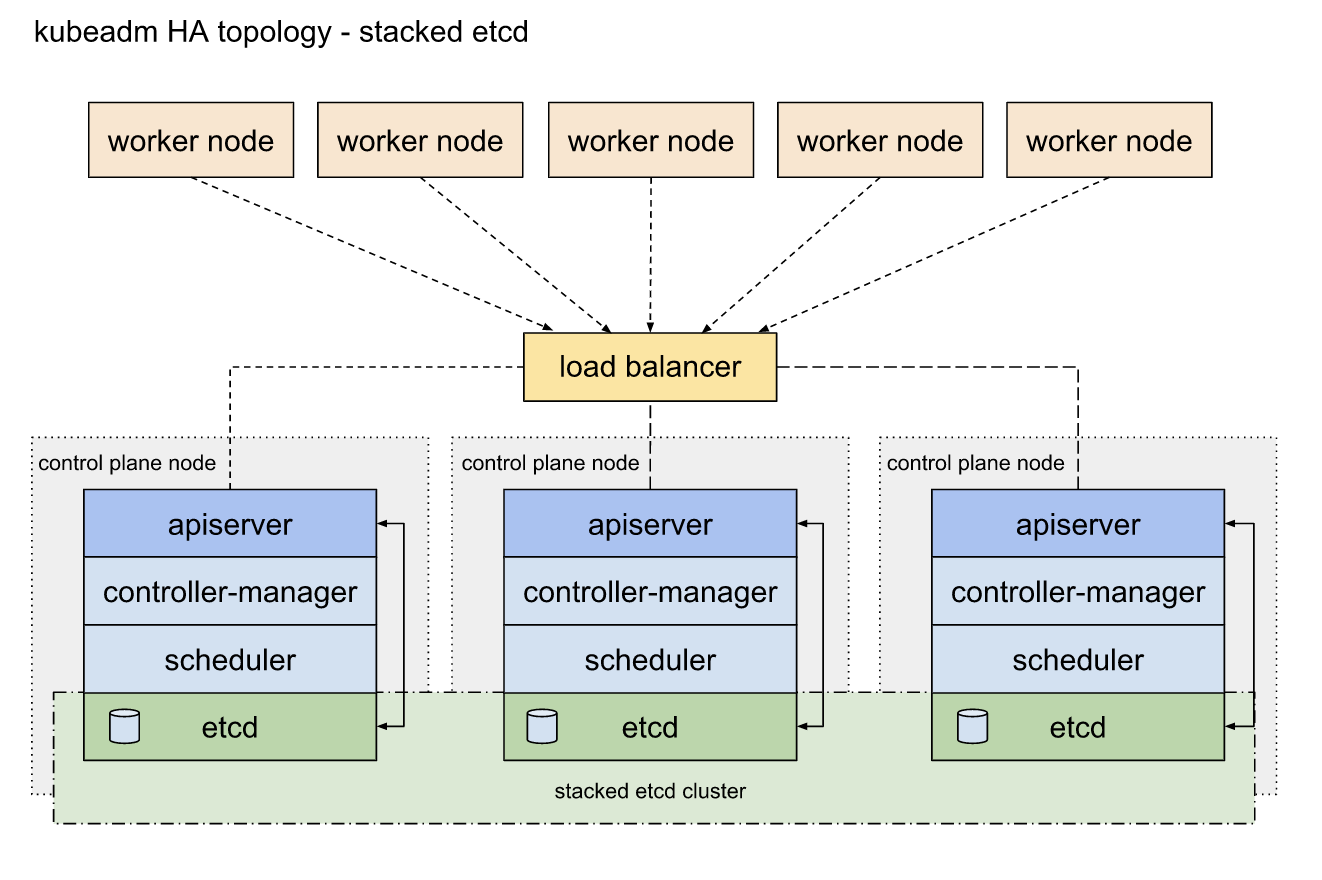 kubeadm HA topology - stacked etcd
worker node
worker node
worker node
worker node
worker node
load balancer
control plane node
control plane node
control plane node
apiserver
apiserver
apiserver
controller-manager
controller-manager
controller-manager
scheduler
scheduler
scheduler
etcd
etcd
etcd
stacked etcd cluster